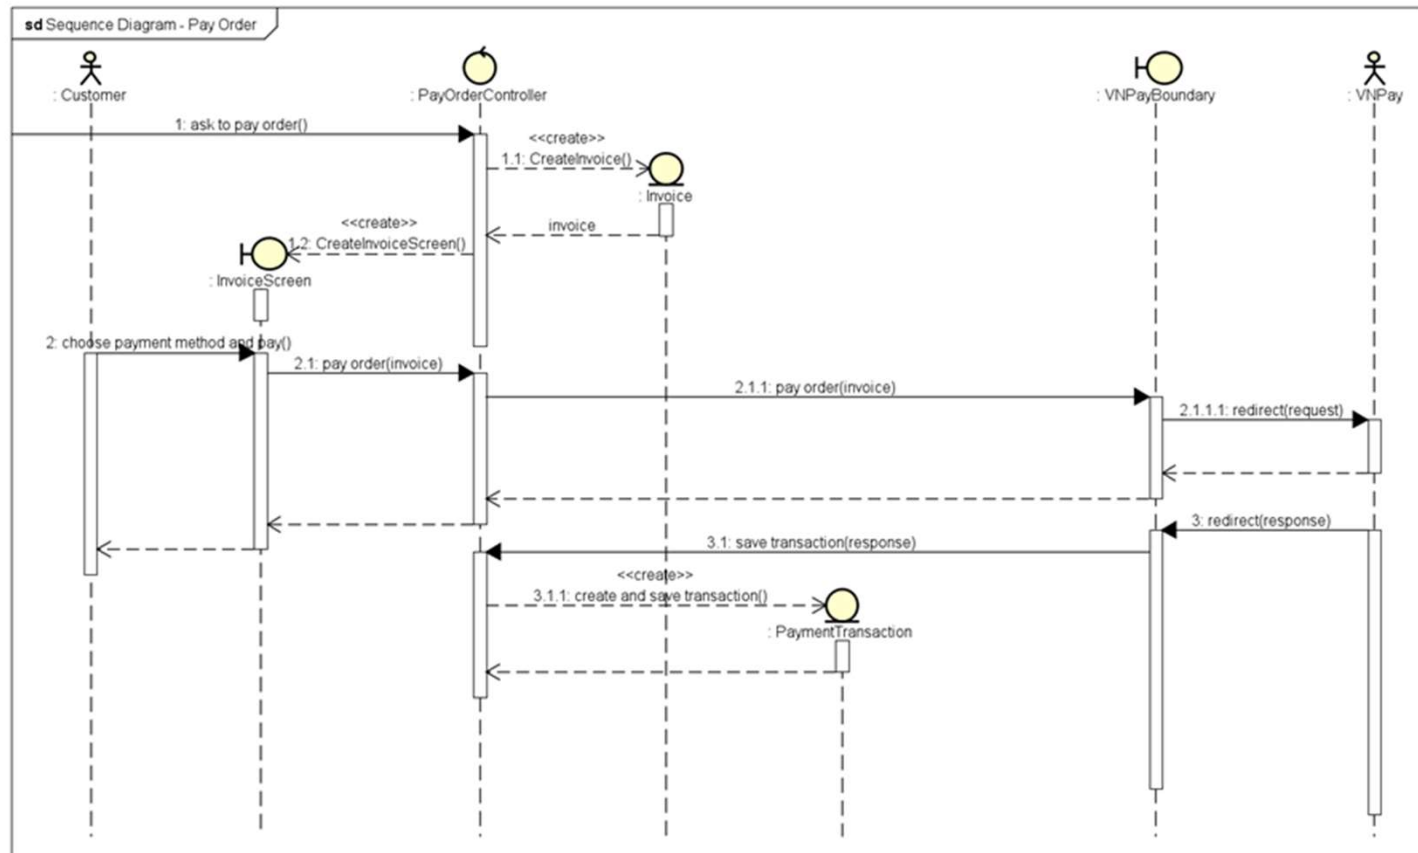 sd Sequence Diagram - Pay Order
: Customer
: PayOrderController
: VNPayBoundary
: VNPay
1: ask to pay order()
<<create>>
1.1: CreateInvoice()
: Invoice
invoice
<<create>>
1.2: CreateInvoiceScreen()
: InvoiceScreen
2: choose payment method and pay()
2.1: pay order(invoice)
2.1.1: pay order(invoice)
2.1.1.1: redirect(request)
3: redirect(response)
3.1: save transaction(response)
<<create>>
3.1.1: create and save transaction()
: PaymentTransaction